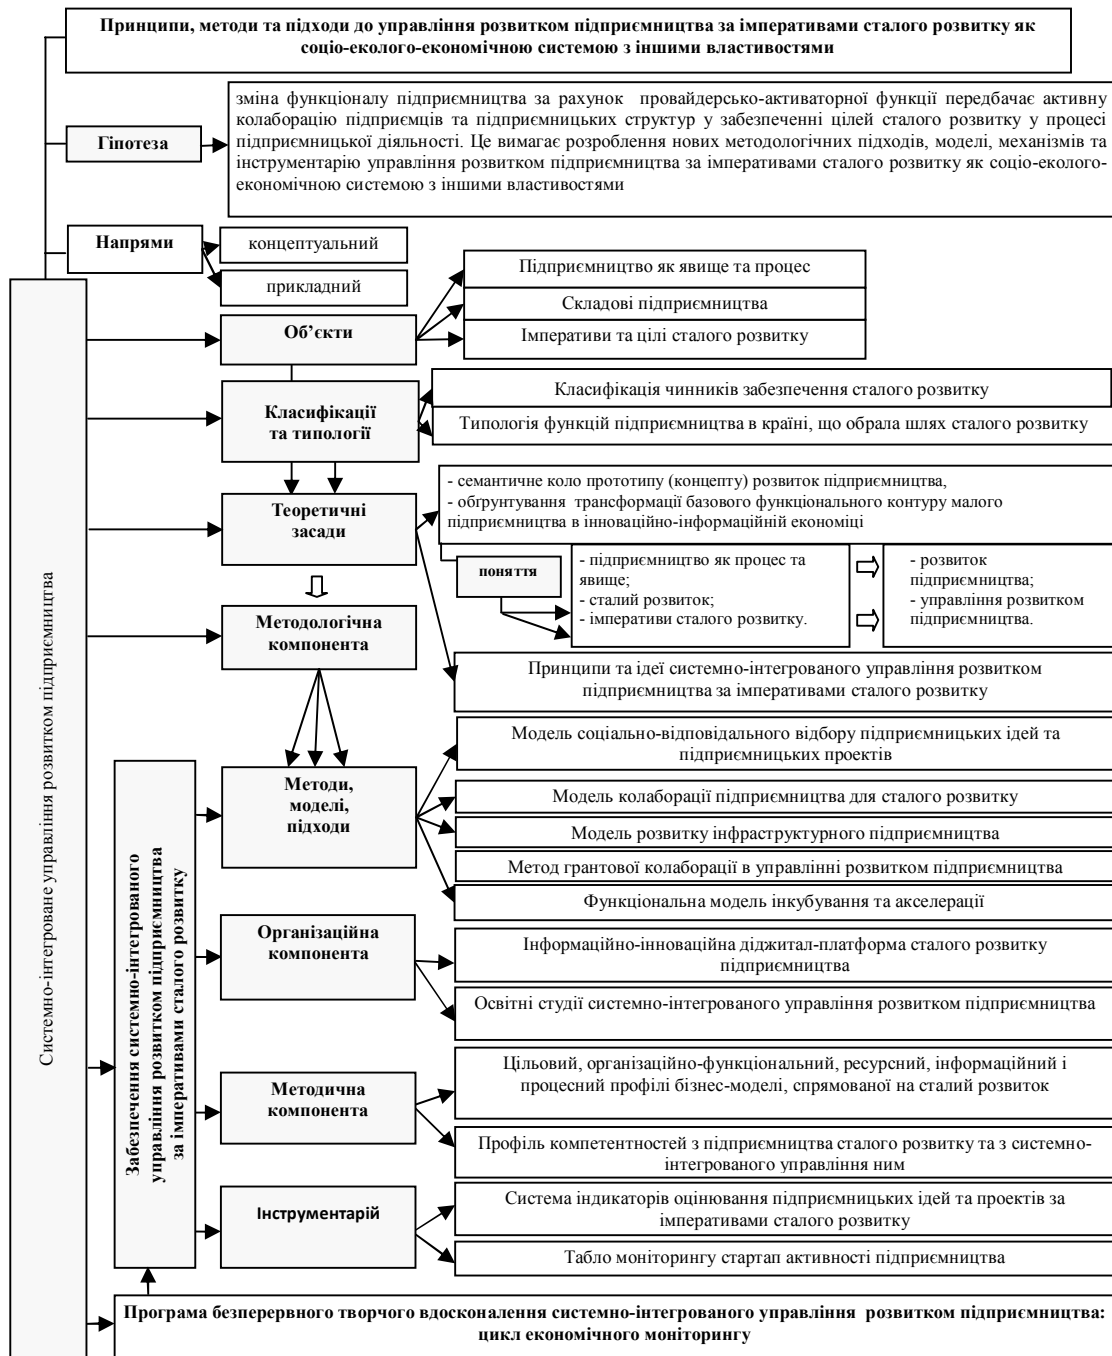 Принципи, методи та підходи до управління розвитком підприємництва за імперативами сталого розвитку як
соціо-еколого-економічною системою з іншими властивостями
Гіпотеза
зміна функціоналу підприємництва за рахунок провайдерсько-активаторної функції передбачає активну
колаборацію підприємців та підприємницьких структур у забезпеченні цілей сталого розвитку у процесі
підприємницької діяльності. Це вимагає розроблення нових методологічних підходів, моделі, механізмів та
інструментарію управління розвитком підприємництва за імперативами сталого розвитку як соціо-еколого-
економічною системою з іншими властивостями
Напрями
концептуальний
прикладний
Системно-інтегроване управління розвитком підприємництва
Об’єкти
Підприємництво як явище та процес
Складові підприємництва
Імперативи та цілі сталого розвитку
Класифікації
та типології
Класифікація чинників забезпечення сталого розвитку
Типологія функцій підприємництва в країні, що обрала шлях сталого розвитку
Теоретичні
засади
- семантичне коло прототипу (концепту) розвиток підприємництва,
- обґрунтування трансформації базового функціонального контуру малого
підприємництва в інноваційно-інформаційній економіці
поняття
- підприємництво як процес та
явище;
- сталий розвиток;
- імперативи сталого розвитку.
- розвиток
підприємництва;
- управління розвитком
підприємництва.
Методологічна
компонента
Принципи та ідеї системно-інтегрованого управління розвитком
підприємництва за імперативами сталого розвитку
Забезпечення системно-інтегрованого
управління розвитком підприємництва
за імперативами сталого розвитку
Методи,
моделі,
підходи
Модель соціально-відповідального відбору підприємницьких ідей та
підприємницьких проектів
Модель колаборації підприємництва для сталого розвитку
Модель розвитку інфраструктурного підприємництва
Метод грантової колаборації в управлінні розвитком підприємництва
Функціональна модель інкубування та акселерації
Організаційна
компонента
Інформаційно-інноваційна діджитал-платформа сталого розвитку
підприємництва
Освітні студії системно-інтегрованого управління розвитком підприємництва
Методична
компонента
Цільовий, організаційно-функціональний, ресурсний, інформаційний і
процесний профілі бізнес-моделі, спрямованої на сталий розвиток
Профіль компетентностей з підприємництва сталого розвитку та з системно-
інтегрованого управління ним
Інструментарій
Система індикаторів оцінювання підприємницьких ідей та проектів за
імперативами сталого розвитку
Табло моніторингу стартап активності підприємництва
Програма безперервного творчого вдосконалення системно-інтегрованого управління розвитком підприємництва:
цикл економічного моніторингу